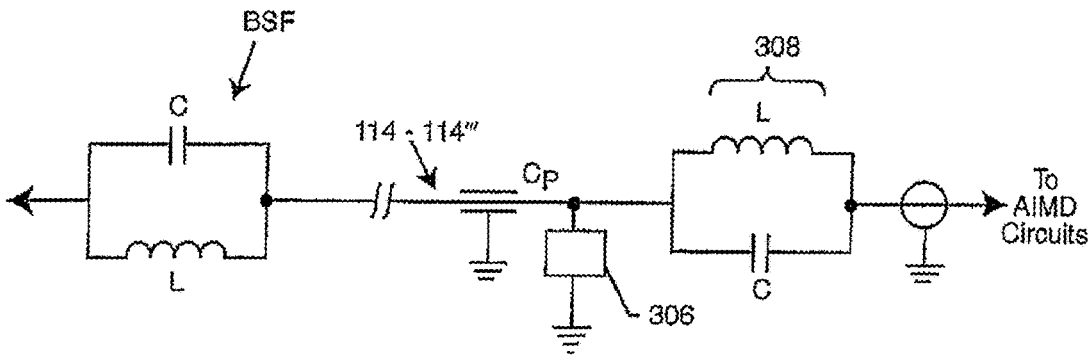 BSF
308
C
L
114 - 114'''
CP
To
AIMD
Circuits
L
C
306